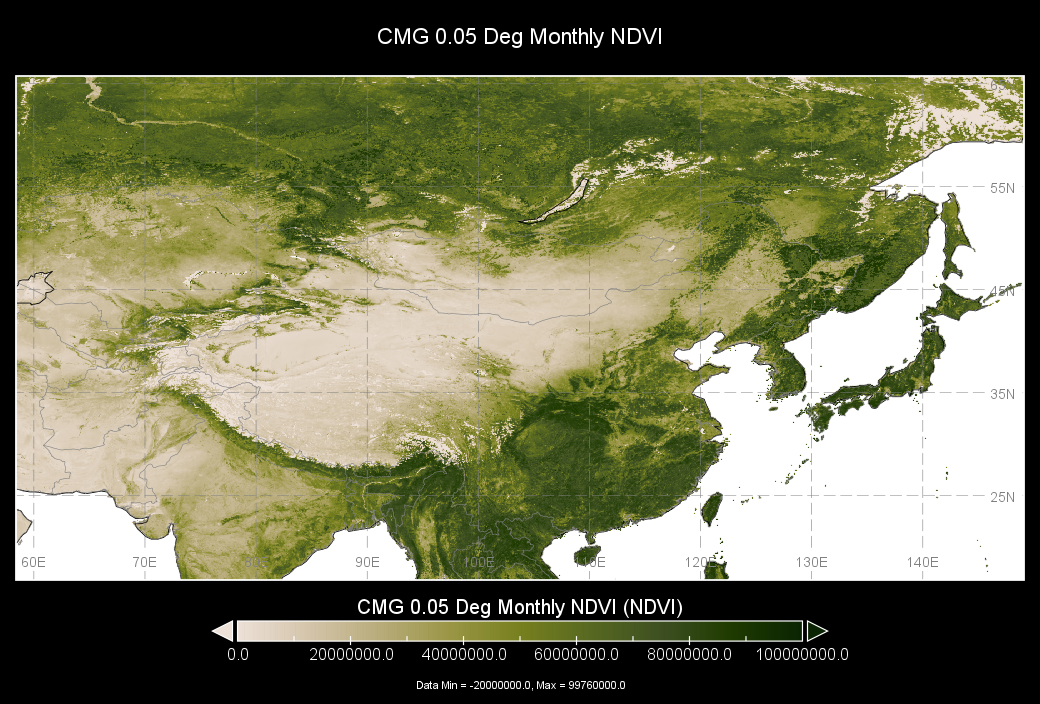 CMG 0.05 Deg Monthly NDVI
55N
45N
35N
25N
60E 70E 80E 90E 100E 110E 120E 130E 140E
CMG 0.05 Deg Monthly NDVI (NDVI)
0.0 20000000.0 40000000.0 60000000.0 80000000.0 100000000.0
Data Min = -20000000.0, Max = 99760000.0